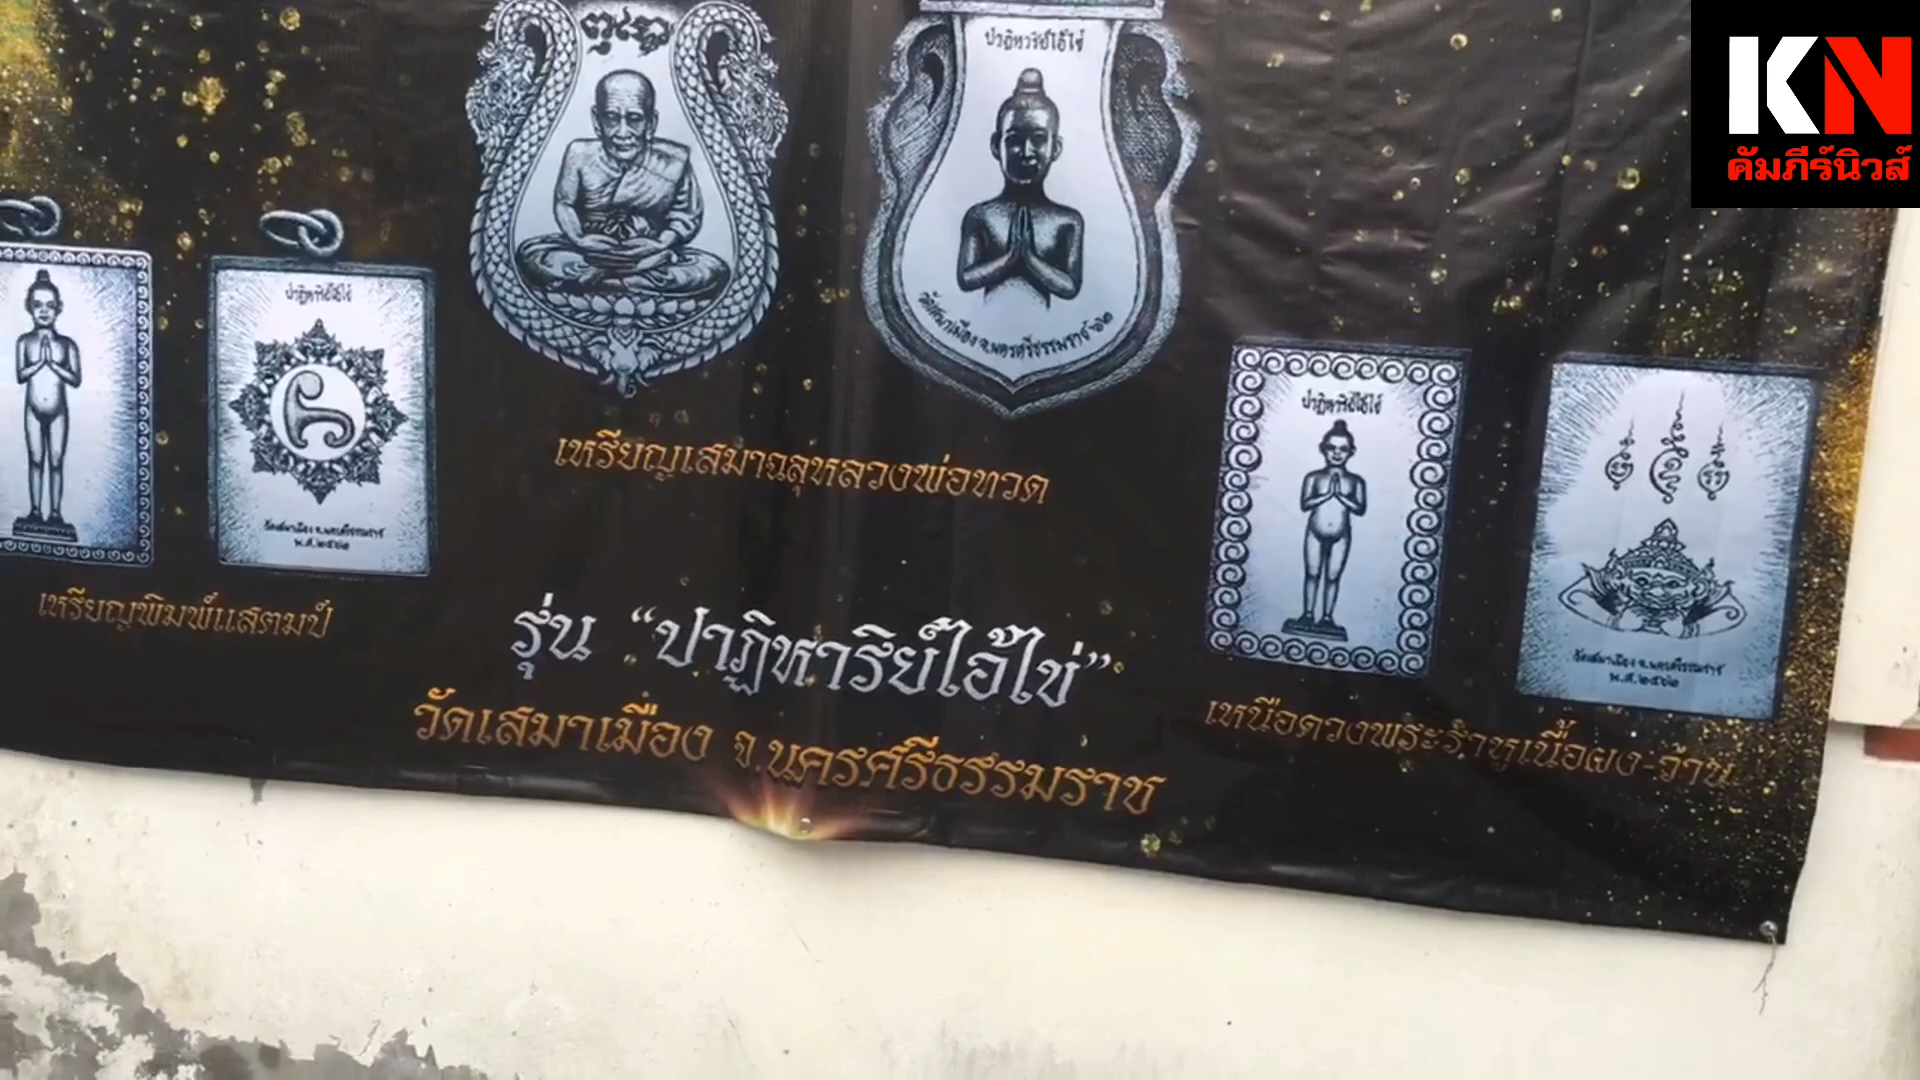 KN
คัมภีร์นิวส์
ปาฏิหาริย์ไอ้ไข่
วัดเสมาเมือง จ.นครศรีธรรมราช ๖๒
ปาฏิหาริย์ไอ้ไข่
วัดเสมาเมือง จ.นครศรีธรรมราช
พ.ศ.๒๕๖๒
ปาฏิหาริย์ไอ้ไข่
วัดเสมาเมือง จ.นครศรีธรรมราช
พ.ศ.๒๕๖๒
เหรียญเสมาฉลุหลวงพ่อทวด
เหรียญพิมพ์แสตมป์
เหนือดวงพระราหูเนื้อผง-ว่าน
รุ่น “ปาฏิหาริย์ไอ้ไข่”
วัดเสมาเมือง จ.นครศรีธรรมราช